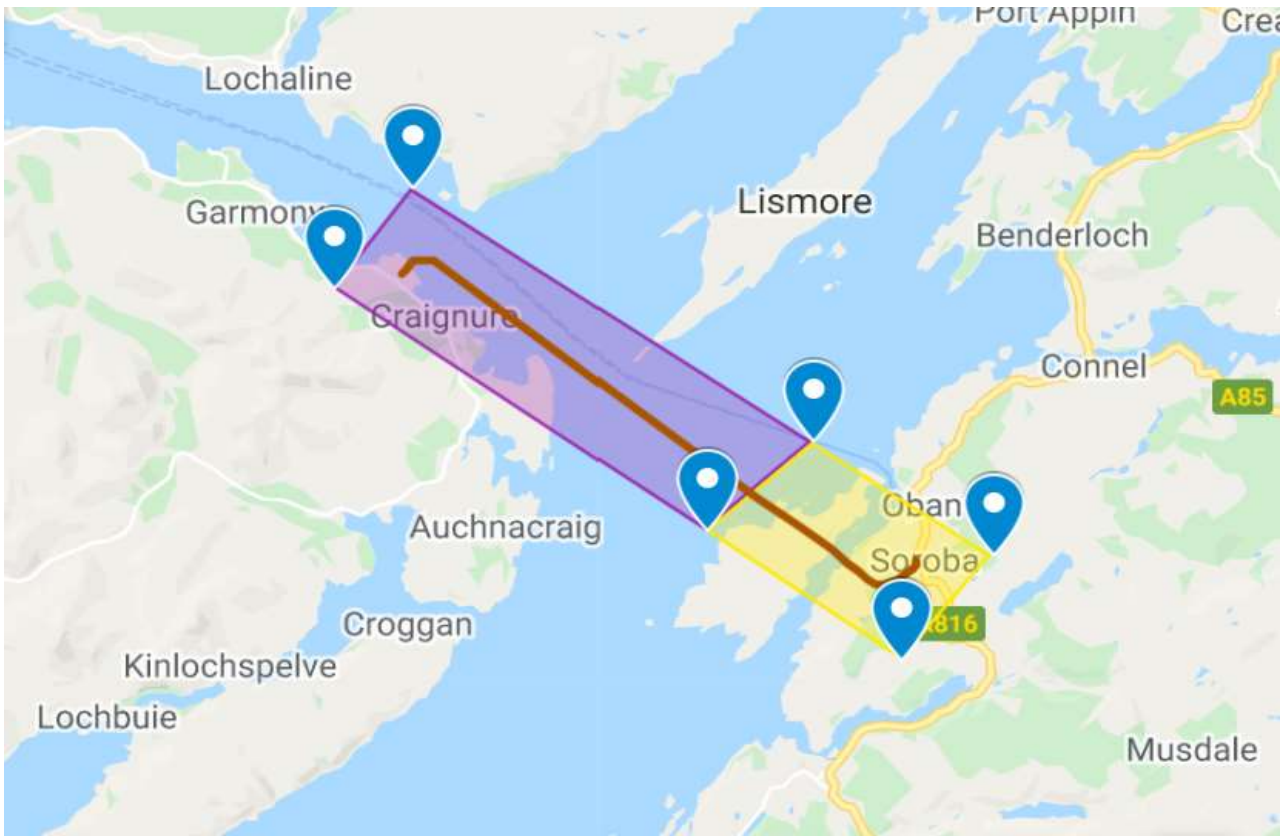 Port Appin
Lochaline
Lismore
Garmony
Benderloch
Craignure
Connel
A85
Oban
Auchnacraig
Soroba
Croggan
A816
Kinlochspelve
Lochbuie
Musdale